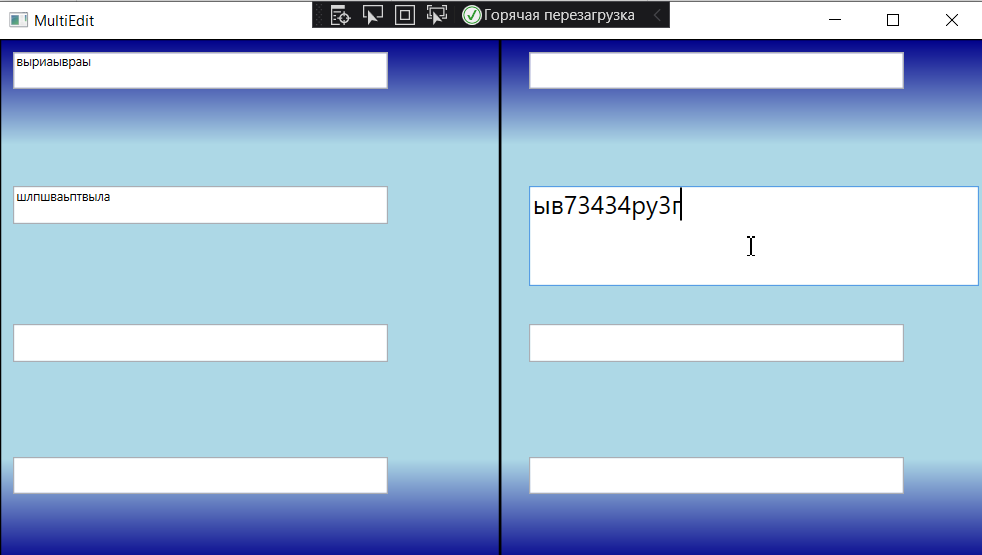 MultiEdit
Горячая перезагрузка
выриаывраы
шлпшваьптвыла
ыв73434ру3г